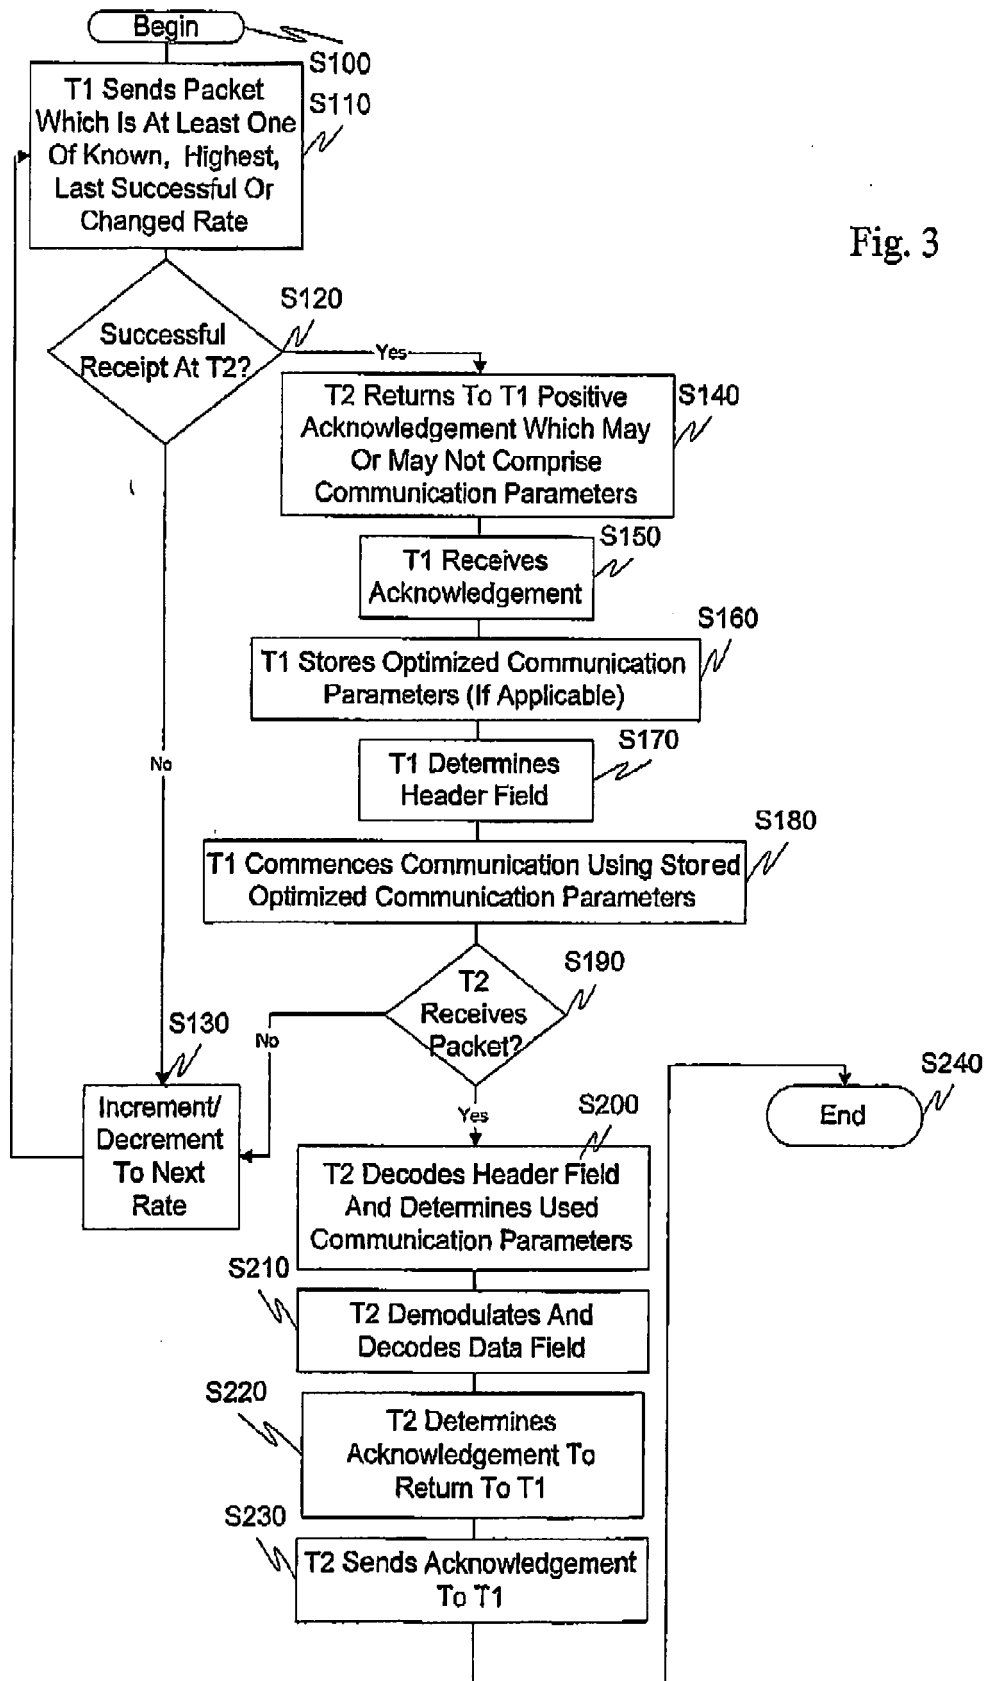 Begin
S100
T1 Sends Packet
Which Is At Least One
Of Known, Highest,
Last Successful Or
Changed Rate
S110
Fig. 3
S120
Successful
Receipt At T2?
Yes
T2 Returns To T1 Positive
Acknowledgement Which May
Or May Not Comprise
Communication Parameters
S140
S150
T1 Receives
Acknowledgement
S160
T1 Stores Optimized Communication
Parameters (If Applicable)
S170
T1 Determines
Header Field
No
S180
T1 Commences Communication Using Stored
Optimized Communication Parameters
S190
T2
Receives
Packet?
No
S130
Increment/
Decrement
To Next
Rate
Yes
S200
S240
End
T2 Decodes Header Field
And Determines Used
Communication Parameters
S210
T2 Demodulates And
Decodes Data Field
S220
T2 Determines
Acknowledgement To
Return To T1
S230
T2 Sends Acknowledgement
To T1